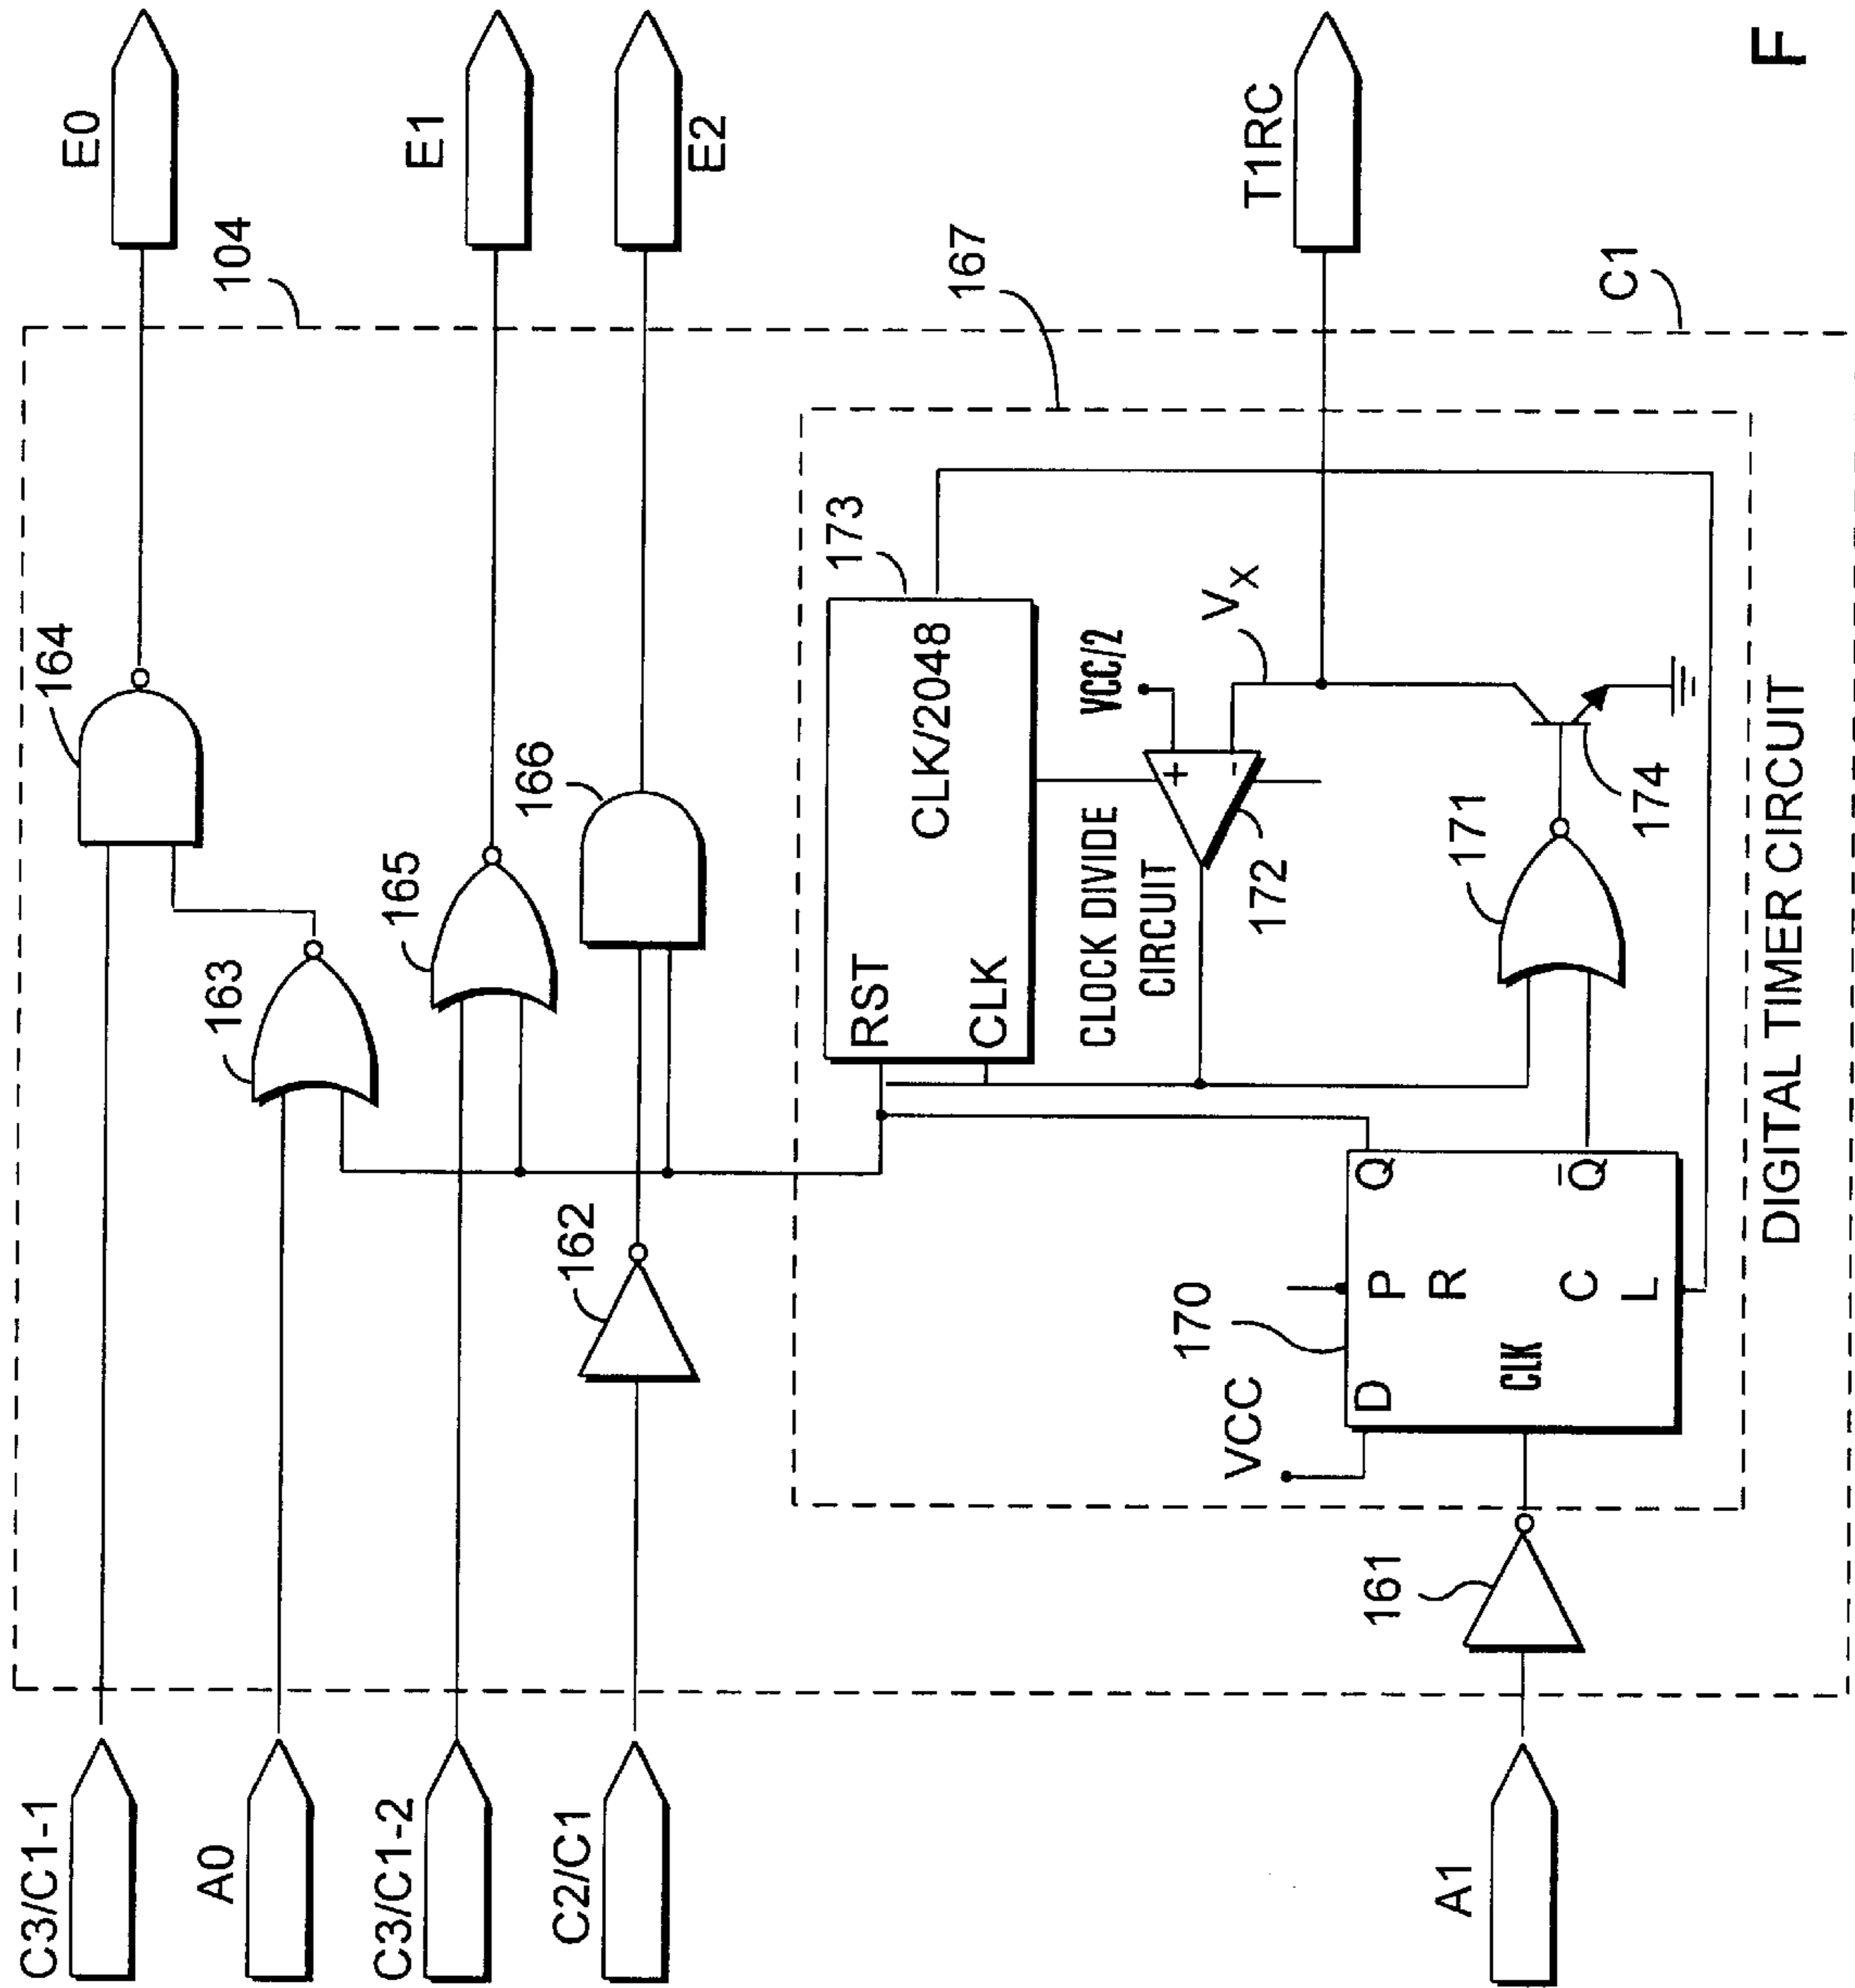 C3/C1-1
A0
C3/C1-2
C2/C1
A1
104
164
163
165
166
162
161
E0
E1
E2
T1RC
167
C1
173
RST
CLK
CLK/2048
CLOCK DIVIDE
CIRCUIT
VCC/2
VX
172
171
174
170
VCC
D
PR
Q
CLK
CL
Q̅
DIGITAL TIMER CIRCUIT